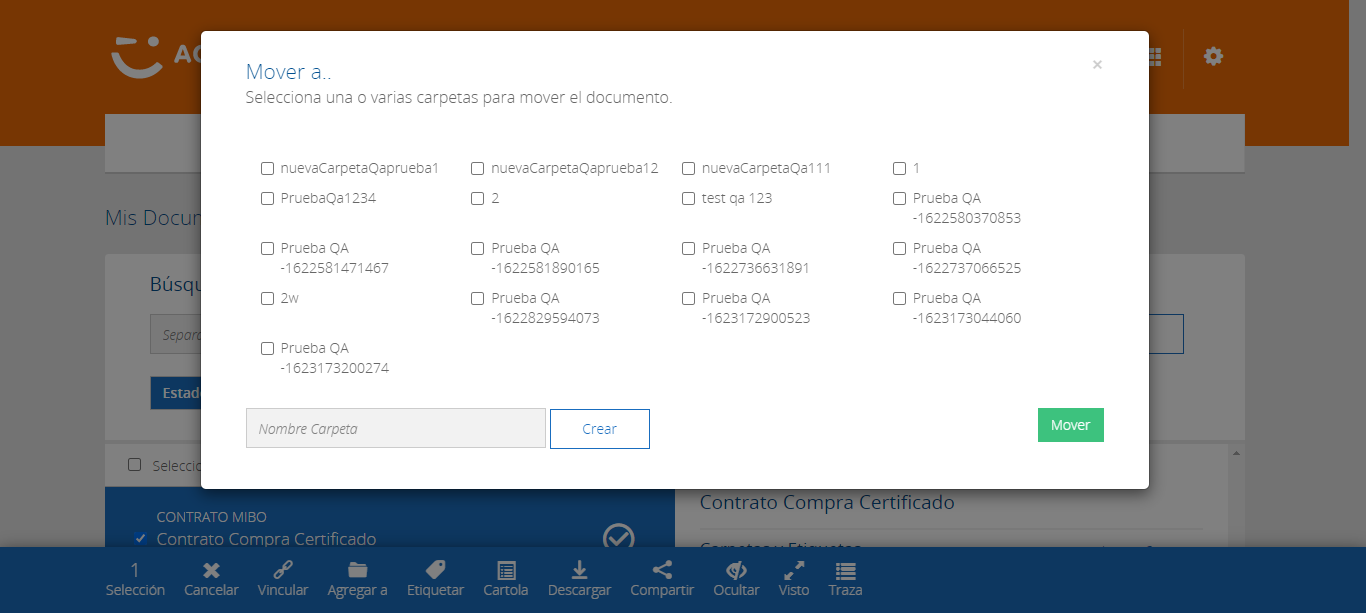 Mover a..
×
Selecciona una o varias carpetas para mover el documento.
nuevaCarpetaQaprueba1
nuevaCarpetaQaprueba12
nuevaCarpetaQa111
1
PruebaQa1234
2
test qa 123
Prueba QA
-1622580370853
Prueba QA
-1622581471467
Prueba QA
-1622581890165
Prueba QA
-1622736631891
Prueba QA
-1622737066525
2w
Prueba QA
-1622829594073
Prueba QA
-1623172900523
Prueba QA
-1623173044060
Prueba QA
-1623173200274
Nombre Carpeta
Crear
Mover
Mis Docum
Búsqu
Separa
Estad
Selecci
CONTRATO MIBO
Contrato Compra Certificado
Contrato Compra Certificado
Carpetas y Etiquetas
1
Selección
Cancelar
Vincular
Agregar a
Etiquetar
Cartola
Descargar
Compartir
Ocultar
Visto
Traza